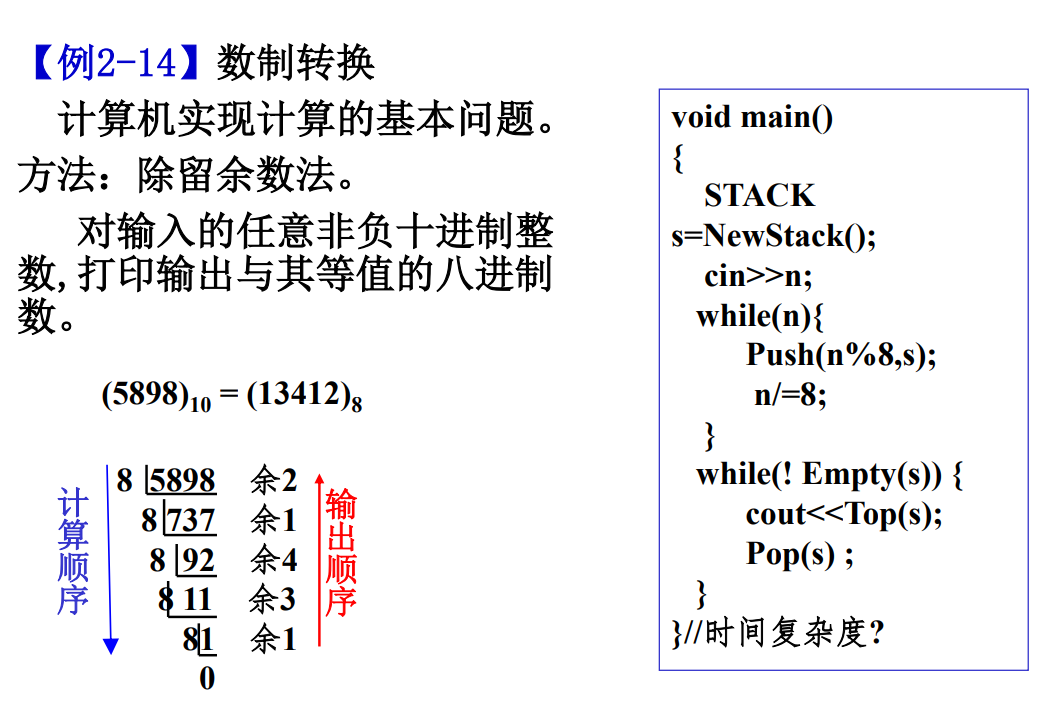 【例2-14】数制转换
计算机实现计算的基本问题。
方法：除留余数法。
对输入的任意非负十进制整
数,打印输出与其等值的八进制
数。
(5898)10 = (13412)8
计算顺序
8 5898 余2
8 737 余1
8 92 余4
8 11 余3
8 1 余1
0
输出顺序
void main()
{
STACK
s=NewStack();
cin>>n;
while(n){
Push(n%8,s);
n/=8;
}
while(! Empty(s)) {
cout<<Top(s);
Pop(s) ;
}
}//时间复杂度?